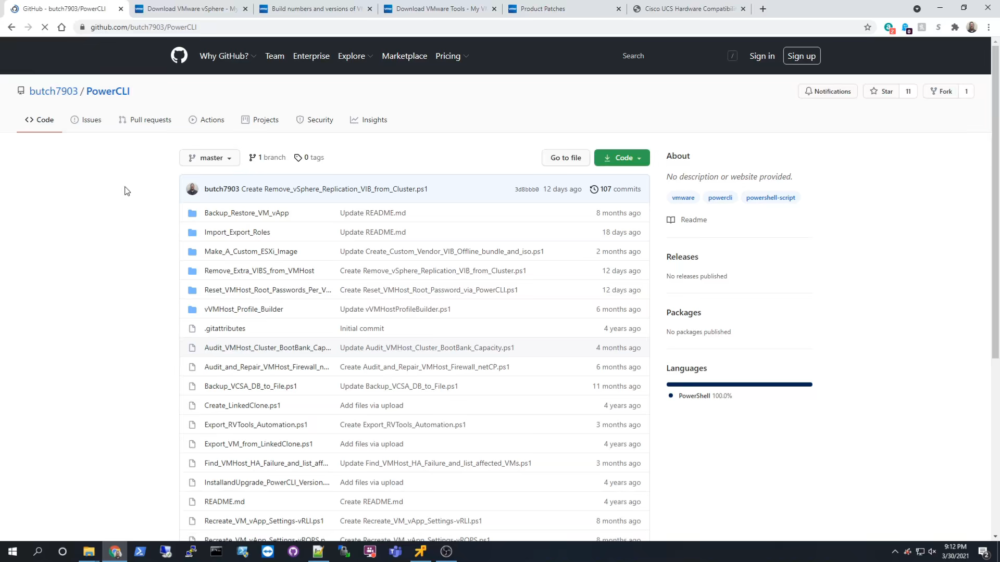 GitHub - butch7903/PowerCLI
Download VMware vSphere - My
Build numbers and versions of V
Download VMware Tools - My V
Product Patches
Cisco UCS Hardware Compatibili
github.com/butch7903/PowerCLI
2
0
Why GitHub?
Team
Enterprise
Explore
Marketplace
Pricing
Search
/
Sign in
Sign up
butch7903 / PowerCLI
Notifications
Star 11
Fork 1
Code
Issues
Pull requests
Actions
Projects
Security
Insights
master
1 branch
0 tags
Go to file
Code
butch7903 Create Remove_vSphere_Replication_VIB_from_Cluster.ps1 3d8bbb0 12 days ago 107 commits
Backup_Restore_VM_vApp Update README.md 8 months ago
Import_Export_Roles Update README.md 18 days ago
Make_A_Custom_ESXi_Image Update Create_Custom_Vendor_VIB_Offline_bundle_and_iso.ps1 2 months ago
Remove_Extra_VIBS_from_VMHost Create Remove_vSphere_Replication_VIB_from_Cluster.ps1 12 days ago
Reset_VMHost_Root_Passwords_Per_V... Create Reset_VMHost_Root_Password_via_PowerCLI.ps1 12 days ago
vVMHost_Profile_Builder Update vVMHostProfileBuilder.ps1 6 months ago
.gitattributes Initial commit 4 years ago
Audit_VMHost_Cluster_BootBank_Cap... Update Audit_VMHost_Cluster_BootBank_Capacity.ps1 4 months ago
Audit_and_Repair_VMHost_Firewall_n... Create Audit_and_Repair_VMHost_Firewall_netCP.ps1 6 months ago
Backup_VCSA_DB_to_File.ps1 Update Backup_VCSA_DB_to_File.ps1 11 months ago
Create_LinkedClone.ps1 Add files via upload 4 years ago
Export_RVTools_Automation.ps1 Create Export_RVTools_Automation.ps1 3 months ago
Export_VM_from_LinkedClone.ps1 Add files via upload 4 years ago
Find_VMHost_HA_Failure_and_list_aff... Update Find_VMHost_HA_Failure_and_list_affected_VMs.ps1 3 months ago
InstallandUpgrade_PowerCLI_Version.... Add files via upload 4 years ago
README.md Create README.md 4 years ago
Recreate_VM_vApp_Settings-vRLI.ps1 Create Recreate_VM_vApp_Settings-vRLI.ps1 8 months ago
Recreate_VM_vApp_Settings-vROPS.p... Create Recreate_VM_vApp_Settings-vROPS.ps1 8 months ago
About
No description or website provided.
vmware
powercli
powershell-script
Readme
Releases
No releases published
Packages
No packages published
Languages
PowerShell 100.0%
9:12 PM
3/30/2021
2